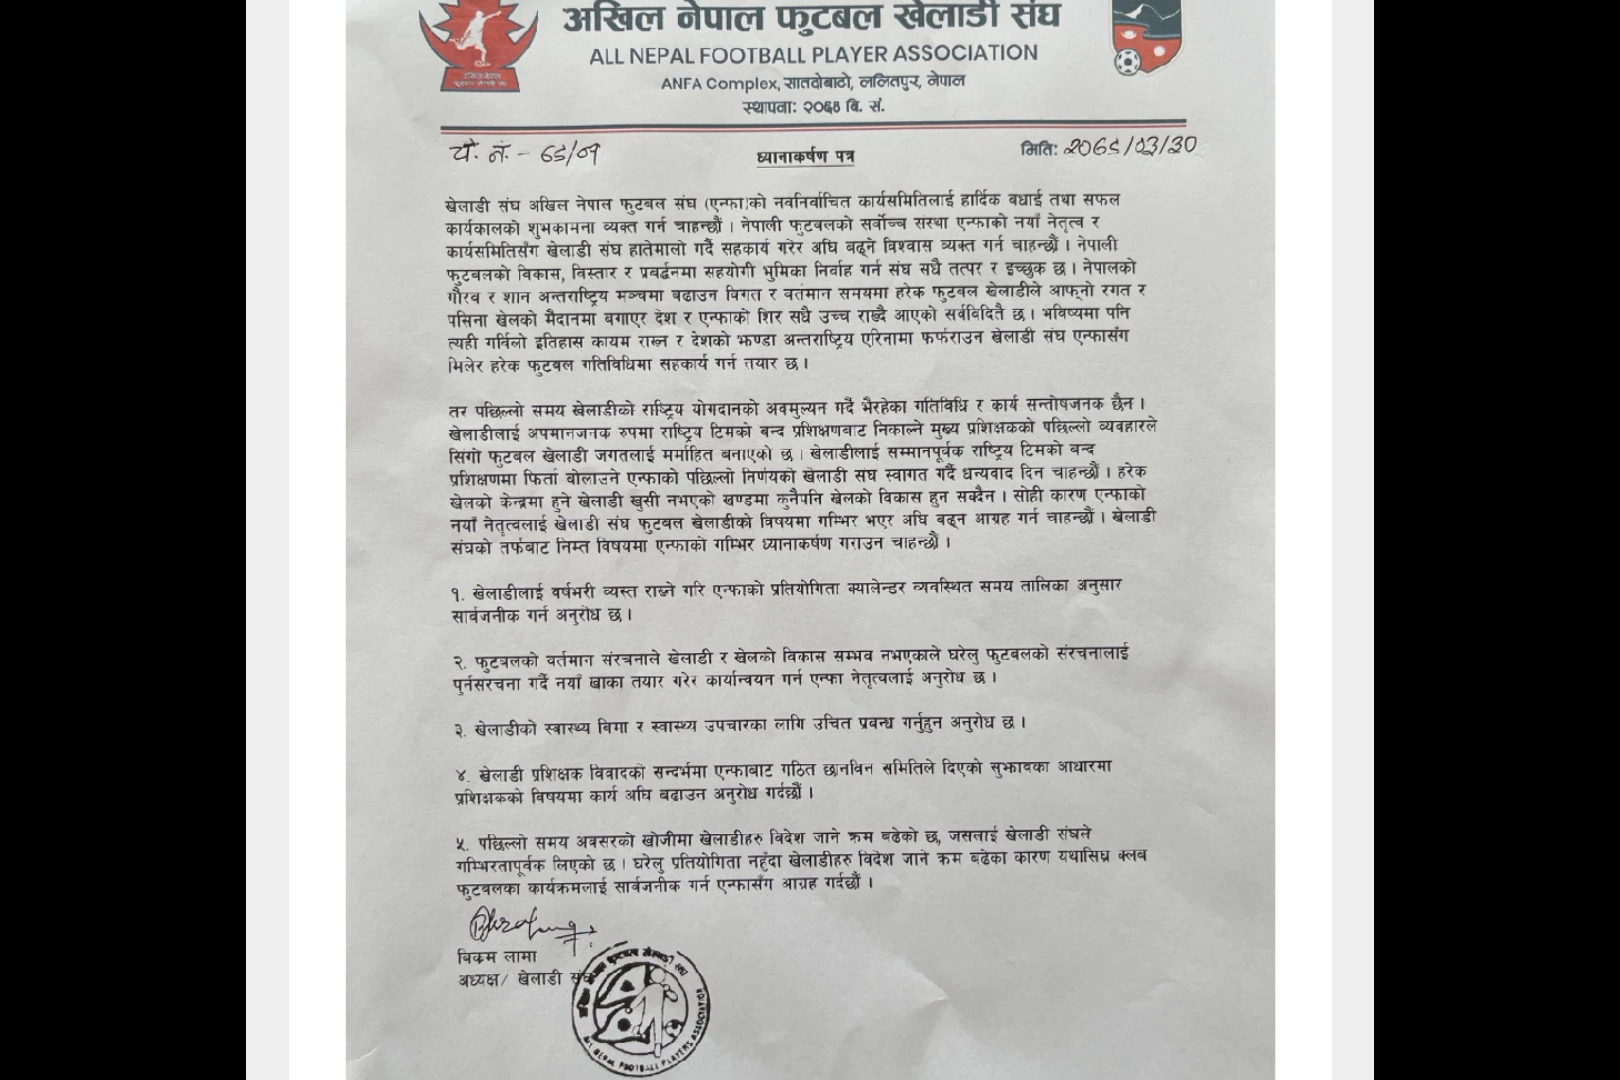 अखिल नेपाल फुटबल खेलाडी संघ
ALL NEPAL FOOTBALL PLAYER ASSOCIATION
ANFA Complex, सातदोबाटो, ललितपुर, नेपाल
स्थापना: २०६४ बि. सं.
ध्यानाकर्षण पत्र
मिति: २०७९/०३/३०
खेलाडी संघ अखिल नेपाल फुटबल संघ (एन्फा)को नवनिर्वाचित कार्यसमितिलाई हार्दिक बधाई तथा सफल
कार्यकालको शुभकामना व्यक्त गर्न चाहन्छौं । नेपाली फुटबलको सर्वोच्च संस्था एन्फाको नयाँ नेतृत्व र
कार्यसमितिसँग खेलाडी संघ हातेमालो गर्दै सहकार्य गरेर अघि बढ्ने विश्वास व्यक्त गर्न चाहन्छौं । नेपाली
फुटबलको विकास, विस्तार र प्रबर्द्धनमा सहयोगी भुमिका निर्वाह गर्न संघ सधै तत्पर र इच्छुक छ । नेपालको
गौरव र शान अन्तराष्ट्रिय मञ्चमा बढाउन विगत र वर्तमान समयमा हरेक फुटबल खेलाडीले आफ्नो रगत र
पसिना खेलको मैदानमा बगाएर देश र एन्फाको शिर सधै उच्च राख्दै आएको सर्वविदितै छ । भविष्यमा पनि
त्यही गर्विलो इतिहास कायम राख्न र देशको झण्डा अन्तराष्ट्रिय एरिनामा फर्फराउन खेलाडी संघ एन्फासँग
मिलेर हरेक फुटबल गतिविधिमा सहकार्य गर्न तयार छ ।
तर पछिल्लो समय खेलाडीको राष्ट्रिय योगदानको अवमुल्यन गर्दै भैरहेका गतिविधि र कार्य सन्तोषजनक छैन ।
खेलाडीलाई अपमानजनक रुपमा राष्ट्रिय टिमको बन्द प्रशिक्षणबाट निकाल्ने मुख्य प्रशिक्षकको पछिल्लो व्यवहारले
सिंगो फुटबल खेलाडी जगतलाई मर्माहित बनाएको छ । खेलाडीलाई सम्मानपूर्वक राष्ट्रिय टिमको बन्द
प्रशिक्षणमा फिर्ता बोलाउने एन्फाको पछिल्लो निर्णयको खेलाडी संघ स्वागत गर्दै धन्यवाद दिन चाहन्छौं । हरेक
खेलको केन्द्रमा हुने खेलाडी खुसी नभएको खण्डमा कुनैपनि खेलको विकास हुन सक्दैन । सोही कारण एन्फाको
नयाँ नेतृत्वलाई खेलाडी संघ फुटबल खेलाडीको विषयमा गम्भिर भएर अघि बढ्न आग्रह गर्न चाहन्छौं । खेलाडी
संघको तर्फबाट निम्न विषयमा एन्फाको गम्भिर ध्यानाकर्षण गराउन चाहन्छौं ।
१. खेलाडीलाई वर्षभरी व्यस्त राख्ने गरि एन्फाको प्रतियोगिता क्यालेन्डर व्यवस्थित समय तालिका अनुसार
सार्वजनीक गर्न अनुरोध छ ।
२. फुटबलको वर्तमान संरचनाले खेलाडी र खेलको विकास सम्भव नभएकाले घरेलु फुटबलको संरचनालाई
पुर्नसंरचना गर्दै नयाँ खाका तयार गरेर कार्यान्वयन गर्न एन्फा नेतृत्वलाई अनुरोध छ ।
३. खेलाडीको स्वास्थ्य बिमा र स्वास्थ्य उपचारका लागि उचित प्रबन्ध गर्नुहुन अनुरोध छ ।
४. खेलाडी प्रशिक्षक विवादको सन्दर्भमा एन्फाबाट गठित छानविन समितिले दिएको सुझावका आधारमा
प्रशिक्षकको विषयमा कार्य अघि बढाउन अनुरोध गर्दछौं ।
५. पछिल्लो समय अवसरको खोजीमा खेलाडीहरु विदेश जाने क्रम बढेको छ, जसलाई खेलाडी संघले
गम्भिरतापूर्वक लिएको छ । घरेलु प्रतियोगिता नहुँदा खेलाडीहरु विदेश जाने क्रम बढेका कारण यथासिघ्र क्लब
फुटबलका कार्यक्रमलाई सार्वजनीक गर्न एन्फासँग आग्रह गर्दछौं ।
बिक्रम लामा
अध्यक्ष/ खेलाडी संघ
ALL NEPAL FOOTBALL PLAYERS ASSOCIATION